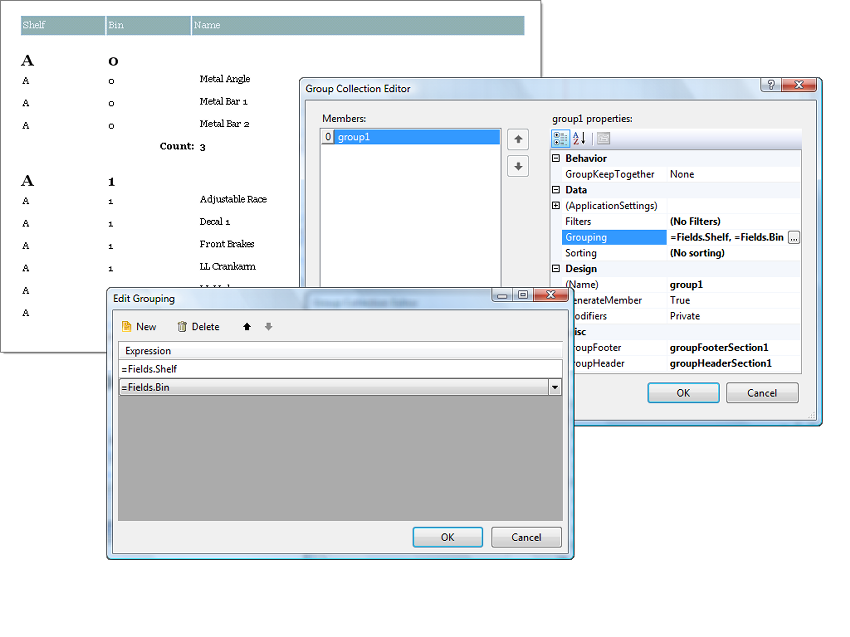 Shelf Bin Name
A 0
A 0 Metal Angle
A 0 Metal Bar 1
A 0 Metal Bar 2
Count: 3
A 1
A 1 Adjustable Race
A 1 Decal 1
A 1 Front Brakes
A 1 LL Crankarm
A
A
Group Collection Editor
Members:
0 group1
group1 properties:
Behavior
GroupKeepTogether None
Data
(ApplicationSettings)
Filters (No Filters)
Grouping =Fields.Shelf, =Fields.Bin ...
Sorting (No sorting)
Design
(Name) group1
GenerateMember True
Modifiers Private
Misc
GroupFooter groupFooterSection1
GroupHeader groupHeaderSection1
OK Cancel
Edit Grouping
New Delete
Expression
=Fields.Shelf
=Fields.Bin
OK Cancel